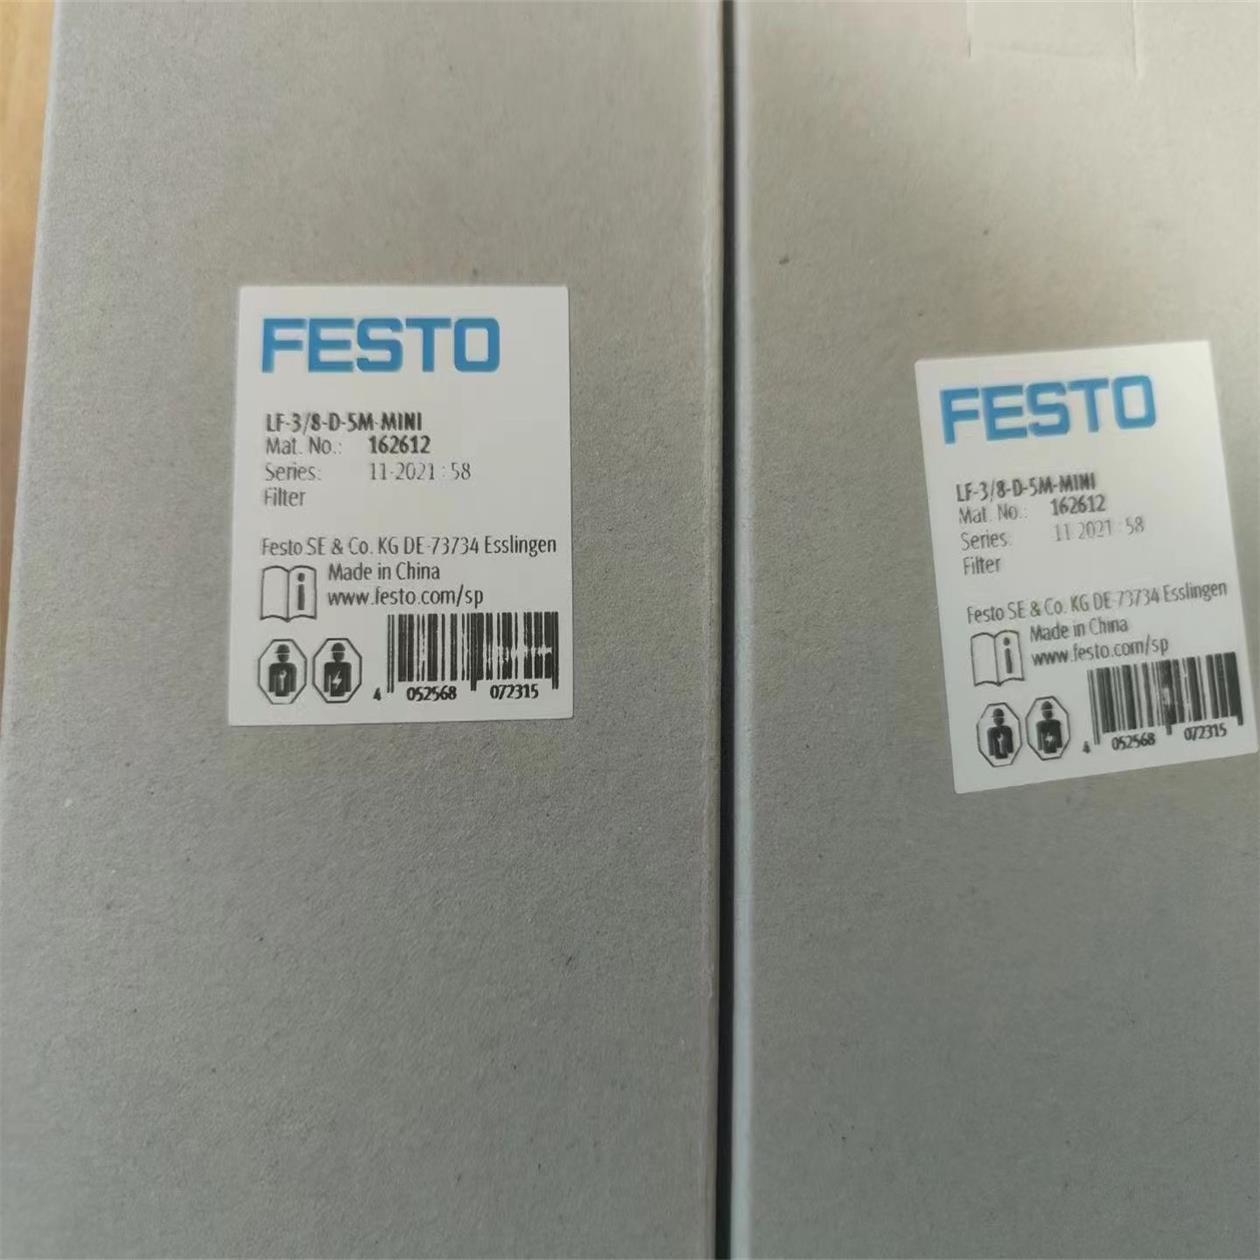 FESTO
LF-3/8-D-5M-MINI
Mat. No.: 162612
Series: 11-2021 : 58
Filter
Festo SE & Co. KG DE-73734 Esslingen
Made in China
www.festo.com/sp
4 052568 072315
FESTO
LF-3/8-D-5M-MINI
Mat. No.: 162612
Series: 11-2021 : 58
Filter
Festo SE & Co. KG DE-73734 Esslingen
Made in China
www.festo.com/sp
4 052568 072315